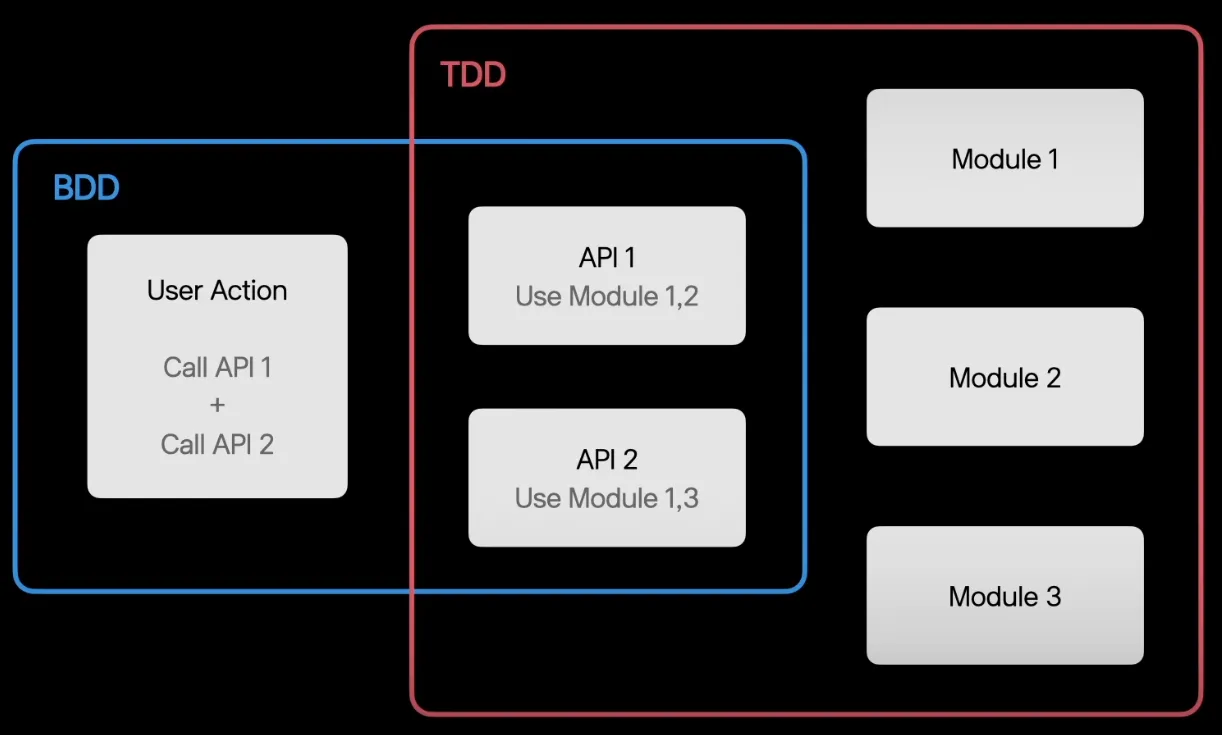 TDD
BDD
User Action
Call API 1
+
Call API 2
API 1
Use Module 1,2
API 2
Use Module 1,3
Module 1
Module 2
Module 3